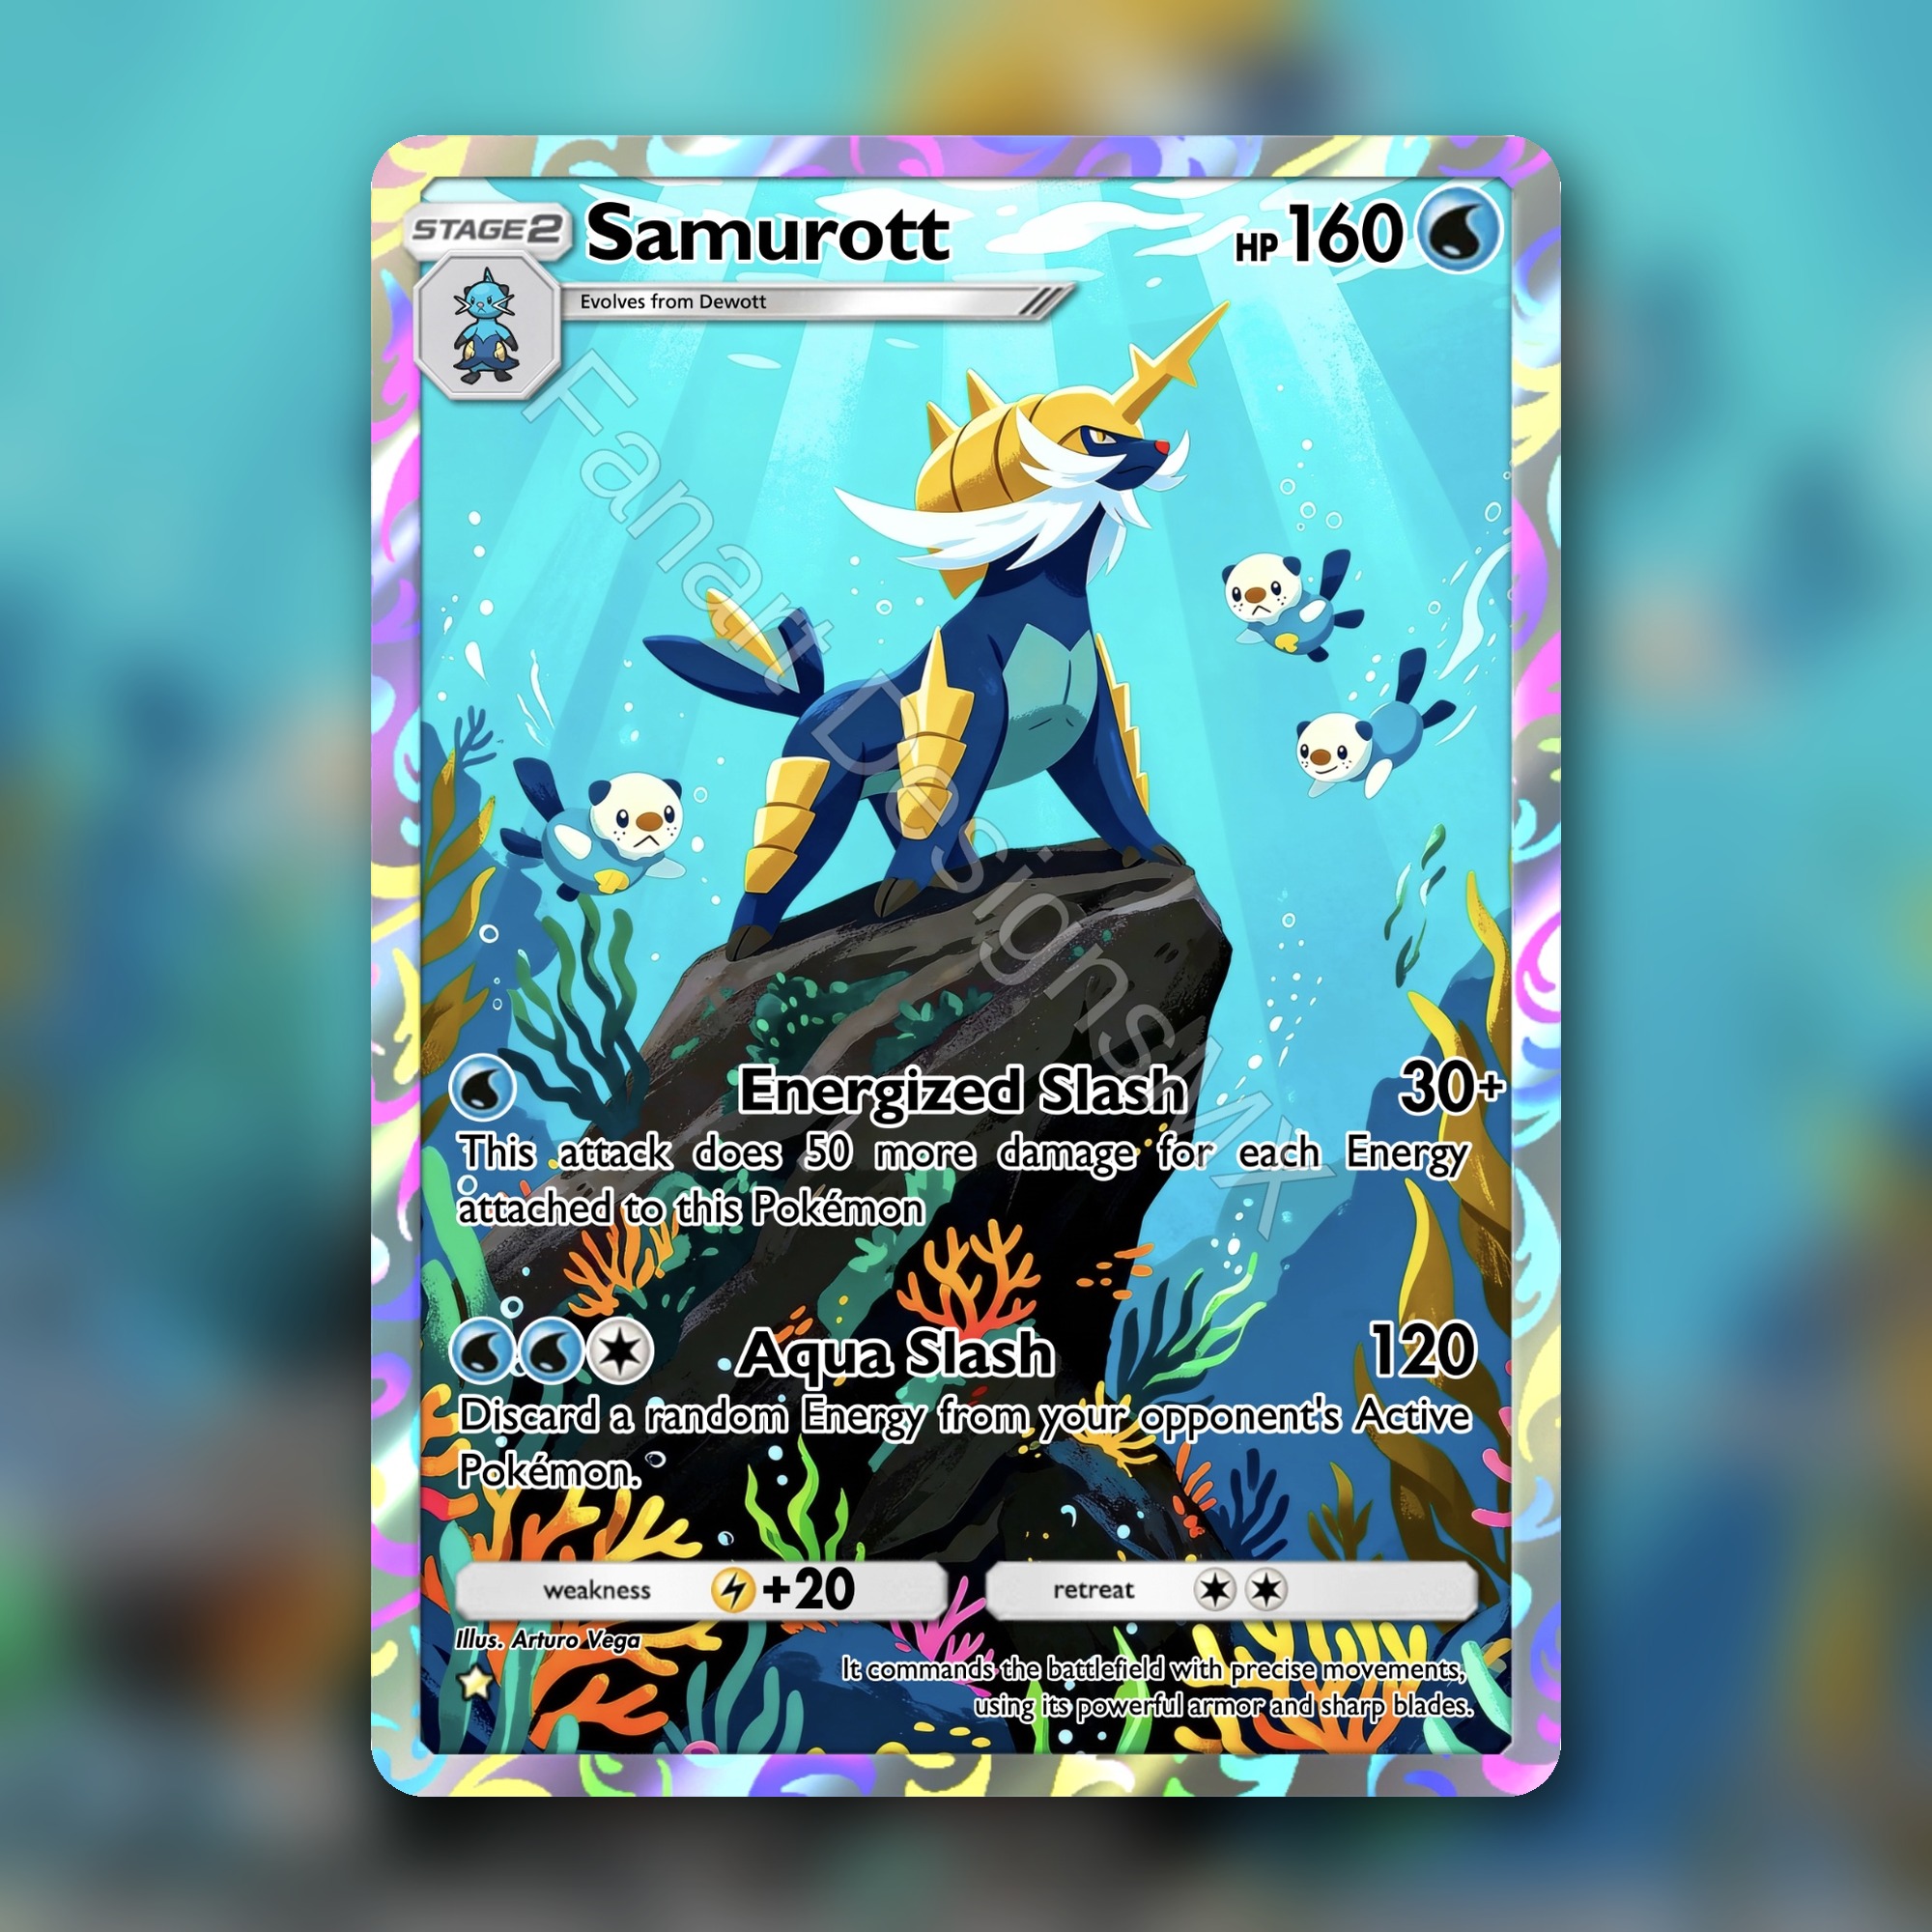 STAGE2
Samurott
HP 160
Evolves from Dewott
Fanart DesignsMX
Energized Slash
30+
This attack does 50 more damage for each Energy
attached to this Pokémon
Aqua Slash
120
Discard a random Energy from your opponent's Active
Pokémon.
weakness +20
retreat
Illus. Arturo Vega
It commands the battlefield with precise movements,
using its powerful armor and sharp blades.